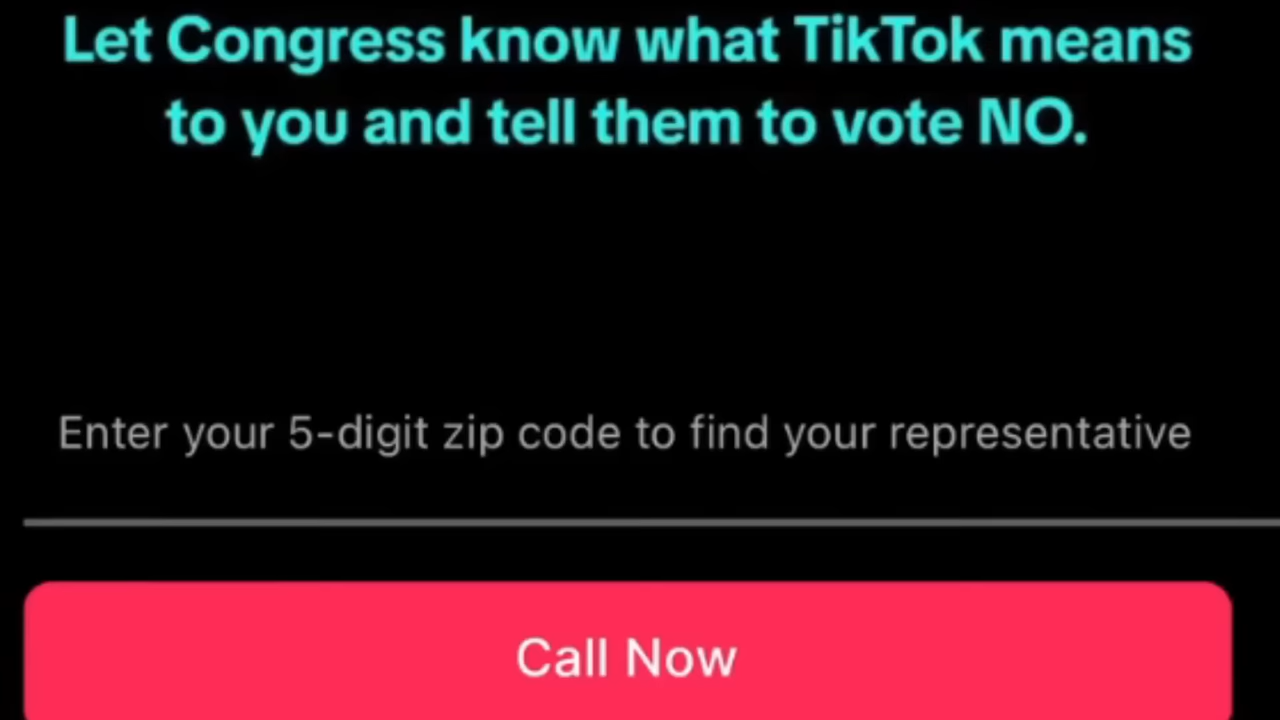 Let Congress know what TikTok means
to you and tell them to vote NO.
Enter your 5-digit zip code to find your representative
Call Now